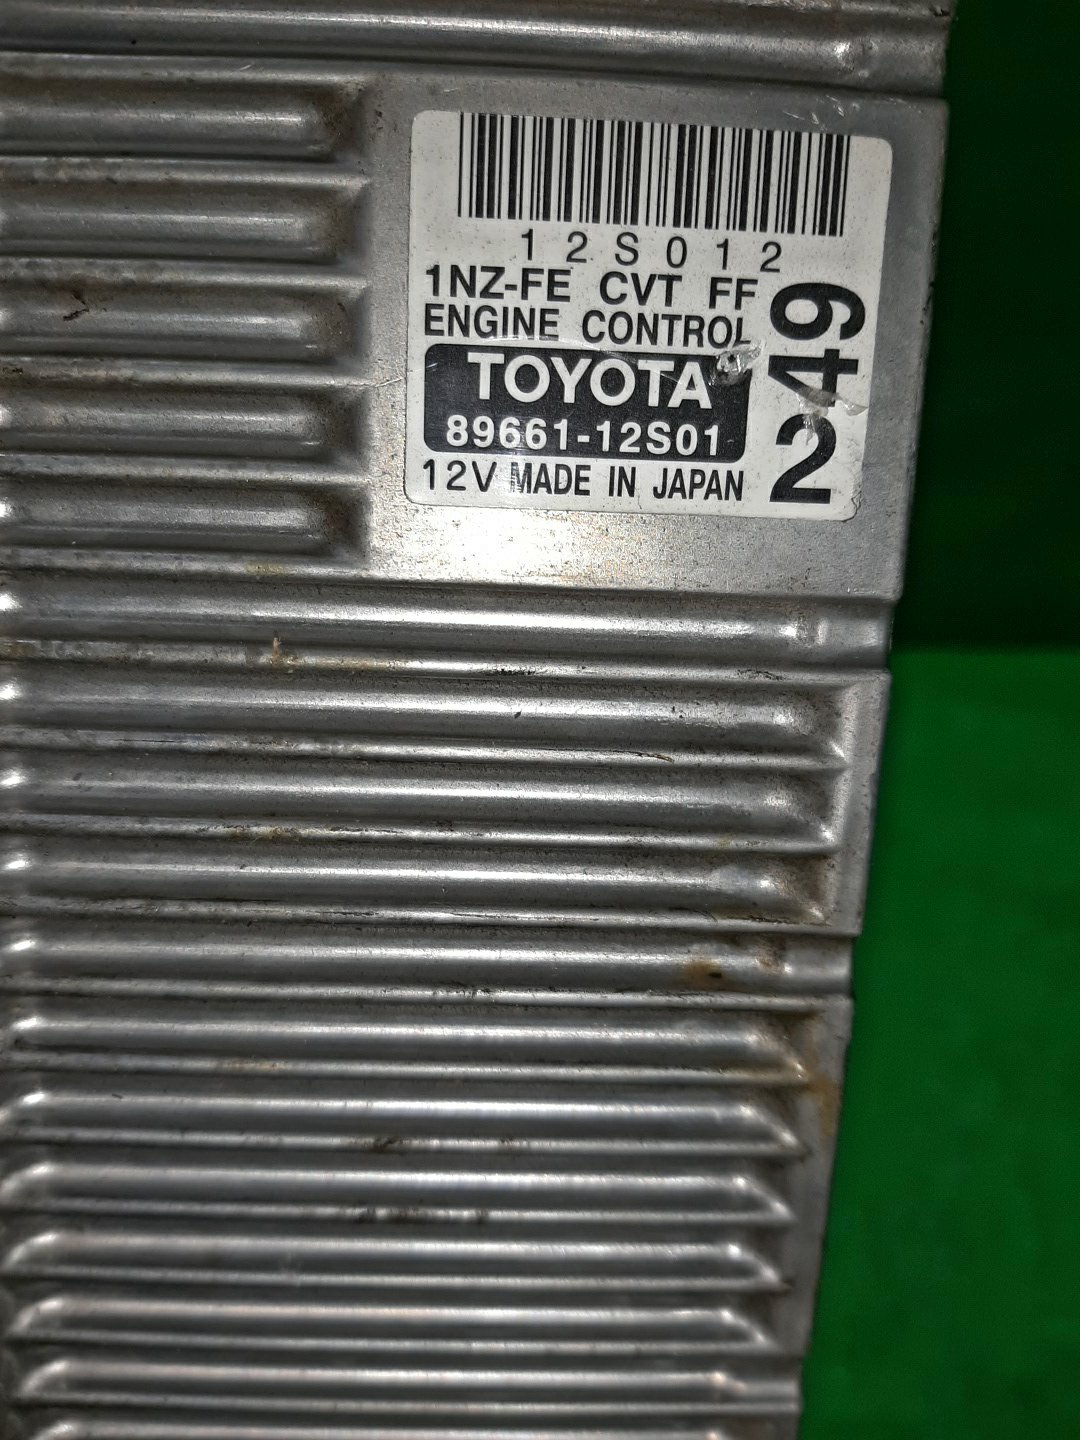 12S012
1NZ-FE CVT FF
ENGINE CONTROL
TOYOTA
89661-12S01
12V MADE IN JAPAN
249